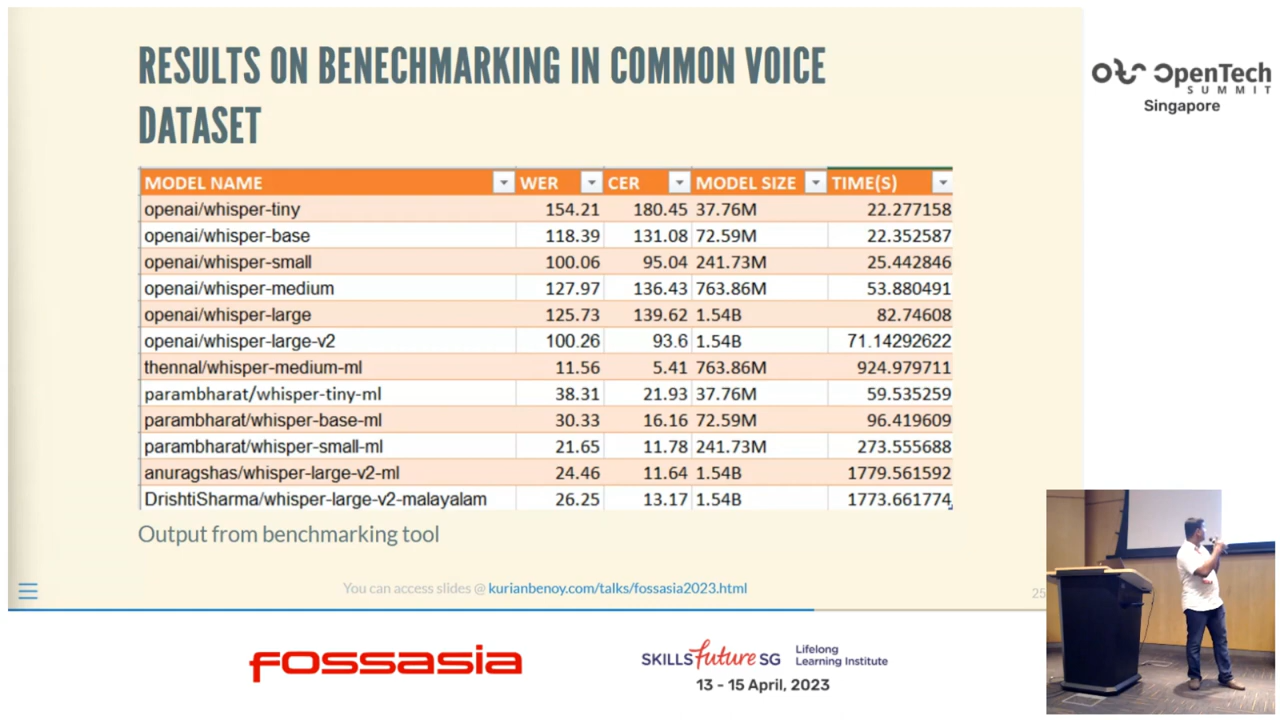 RESULTS ON BENECHMARKING IN COMMON VOICE
DATASET
OTS OpenTech
SUMMIT
Singapore
MODEL NAME WER CER MODEL SIZE TIME(S)
openai/whisper-tiny 154.21 180.45 37.76M 22.277158
openai/whisper-base 118.39 131.08 72.59M 22.352587
openai/whisper-small 100.06 95.04 241.73M 25.442846
openai/whisper-medium 127.97 136.43 763.86M 53.880491
openai/whisper-large 125.73 139.62 1.54B 82.74608
openai/whisper-large-v2 100.26 93.6 1.54B 71.14292622
thennal/whisper-medium-ml 11.56 5.41 763.86M 924.979711
parambharat/whisper-tiny-ml 38.31 21.93 37.76M 59.535259
parambharat/whisper-base-ml 30.33 16.16 72.59M 96.419609
parambharat/whisper-small-ml 21.65 11.78 241.73M 273.555688
anuragshas/whisper-large-v2-ml 24.46 11.64 1.54B 1779.561592
DrishtiSharma/whisper-large-v2-malayalam 26.25 13.17 1.54B 1773.661774
Output from benchmarking tool
You can access slides @ kurianbenoy.com/talks/fossasia2023.html
25
fossasia
SKILLSfuture SG
Lifelong
Learning Institute
13 - 15 April, 2023